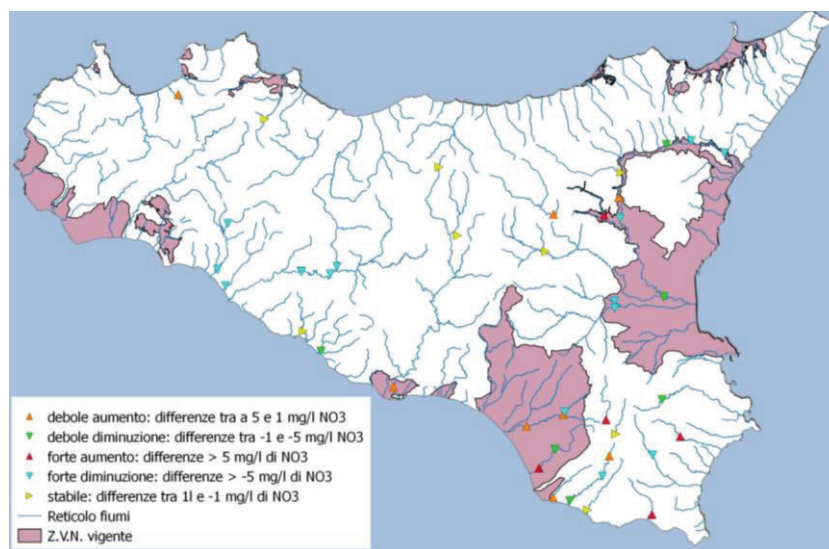 debole aumento: differenze tra a 5 e 1 mg/l NO3
debole diminuzione: differenze tra -1 e -5 mg/l NO3
forte aumento: differenze > 5 mg/l di NO3
forte diminuzione: differenze > -5 mg/l di NO3
stabile: differenze tra 1l e -1 mg/l di NO3
Reticolo fiumi
Z.V.N. vigente